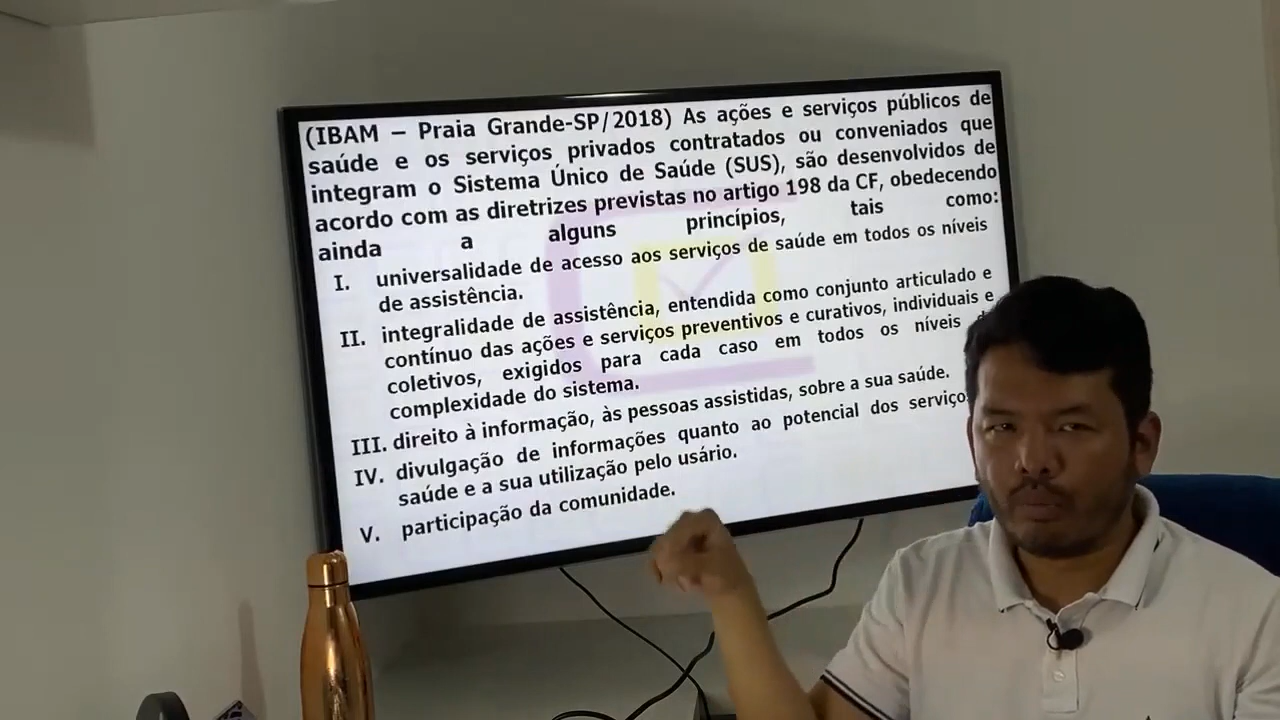 (IBAM – Praia Grande-SP/2018) As ações e serviços públicos de
saúde e os serviços privados contratados ou conveniados que
integram o Sistema Único de Saúde (SUS), são desenvolvidos de
acordo com as diretrizes previstas no artigo 198 da CF, obedecendo
ainda a alguns princípios, tais como:
I. universalidade de acesso aos serviços de saúde em todos os níveis
de assistência.
II. integralidade de assistência, entendida como conjunto articulado e
contínuo das ações e serviços preventivos e curativos, individuais e
coletivos, exigidos para cada caso em todos os níveis
complexidade do sistema.
III. direito à informação, às pessoas assistidas, sobre a sua saúde.
IV. divulgação de informações quanto ao potencial dos serviço
saúde e a sua utilização pelo usário.
V. participação da comunidade.